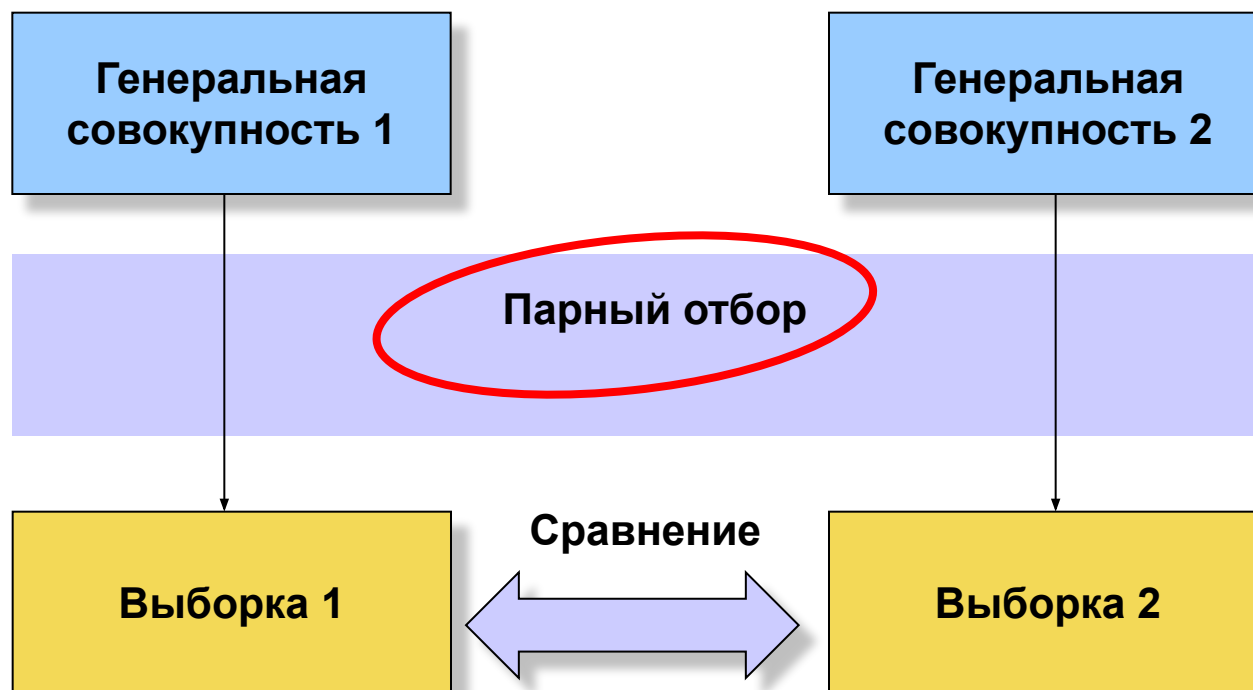 Генеральная
совокупность 1
Генеральная
совокупность 2
Парный отбор
Сравнение
Выборка 1
Выборка 2